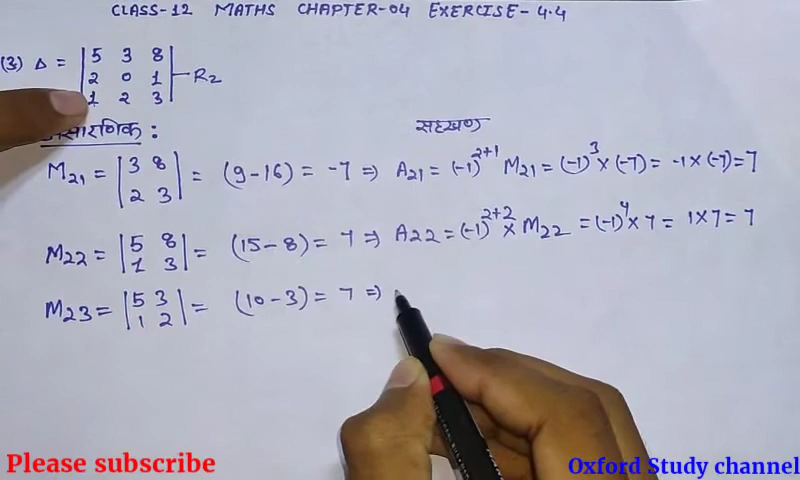 CLASS-12 MATHS CHAPTER-04 EXERCISE-4.4
(3) Δ = |5 3 8|
|2 0 1| — R2
|1 2 3|
सहखण्ड
M21 = |3 8; 2 3| = (9-16) = -7 ⇒ A21 = (-1)^2+1 M21 = (-1)^3 × (-7) = -1 × (-7) = 7
M22 = |5 8; 1 3| = (15-8) = 7 ⇒ A22 = (-1)^2+2 × M22 = (-1)^4 × 7 = 1×7 = 7
M23 = |5 3; 1 2| = (10-3) = 7 ⇒
Please subscribe
Oxford Study channel